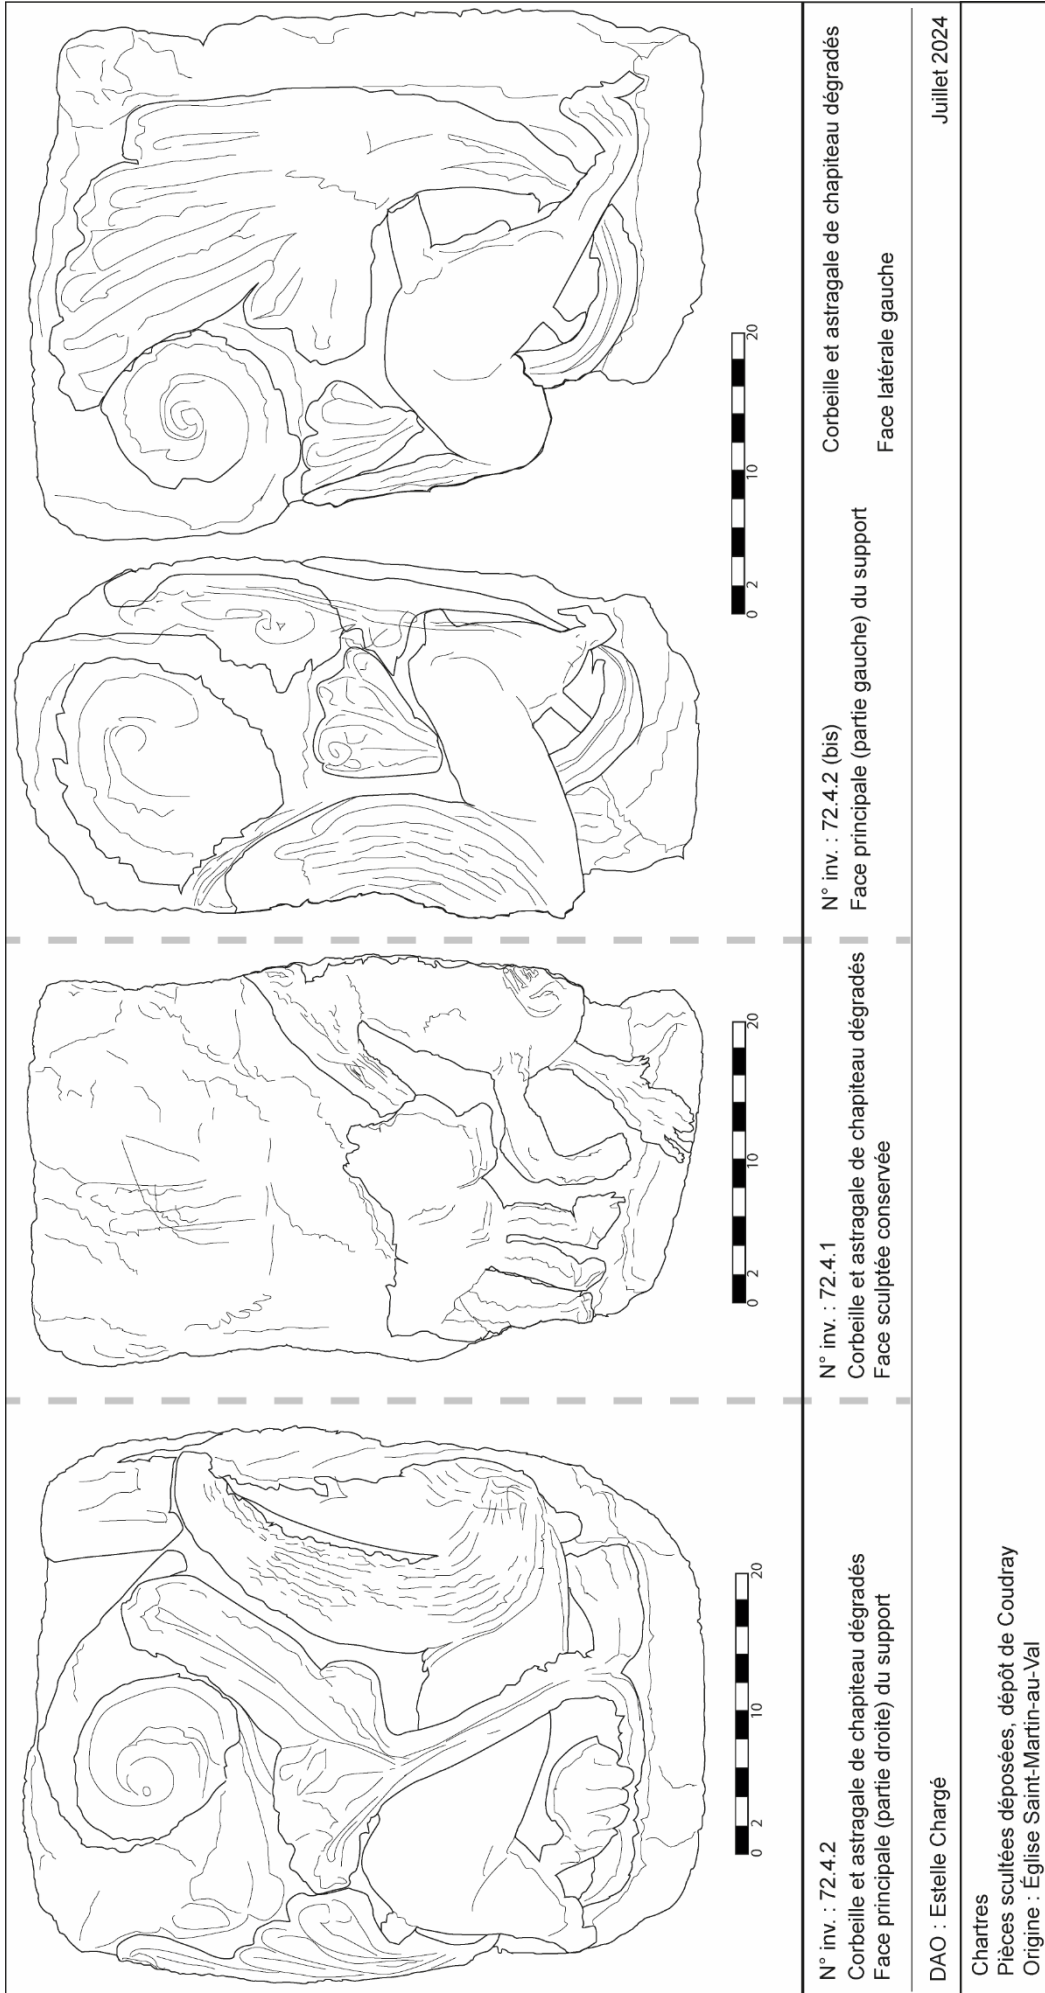 0 2 10 20
0 2 10 20
0 2 10 20
N° inv. : 72.4.2
Corbeille et astragale de chapiteau dégradés
Face principale (partie droite) du support
N° inv. : 72.4.1
Corbeille et astragale de chapiteau dégradés
Face sculptée conservée
N° inv. : 72.4.2 (bis) Corbeille et astragale de chapiteau dégradés
Face principale (partie gauche) du support Face latérale gauche
DAO : Estelle Chargé Juillet 2024
Chartres
Pièces scultées déposées, dépôt de Coudray
Origine : Église Saint-Martin-au-Val